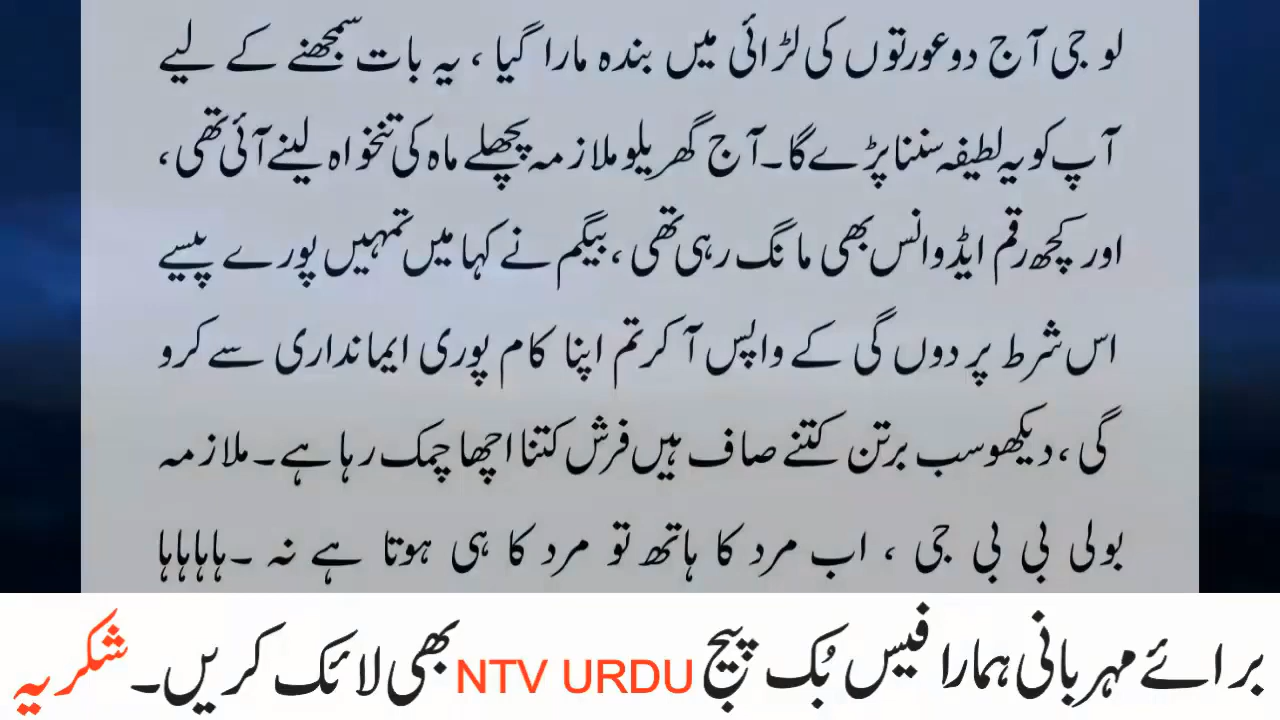 لو جی آج دو عورتوں کی لڑائی میں بندہ مارا گیا ، یہ بات سمجھنے کے لیے
آپ کو یہ لطیفہ سننا پڑے گا۔ آج گھریلو ملازمہ پچھلے ماہ کی تنخواہ لینے آئی تھی ،
اور کچھ رقم ایڈوانس بھی مانگ رہی تھی ، بیگم نے کہا میں تمہیں پورے پیسے
اس شرط پر دوں گی کے واپس آ کر تم اپنا کام پوری ایمانداری سے کرو
گی ، دیکھو سب برتن کتنے صاف ہیں فرش کتنا اچھا چمک رہا ہے۔ ملازمہ
بولی بی بی جی ، اب مرد کا ہاتھ تو مرد کا ہی ہوتا ہے نہ ۔ ہاہاہاہا
برائے مہربانی ہمارا فیس بُک پیج NTV URDU بھی لائک کریں۔ شکریہ